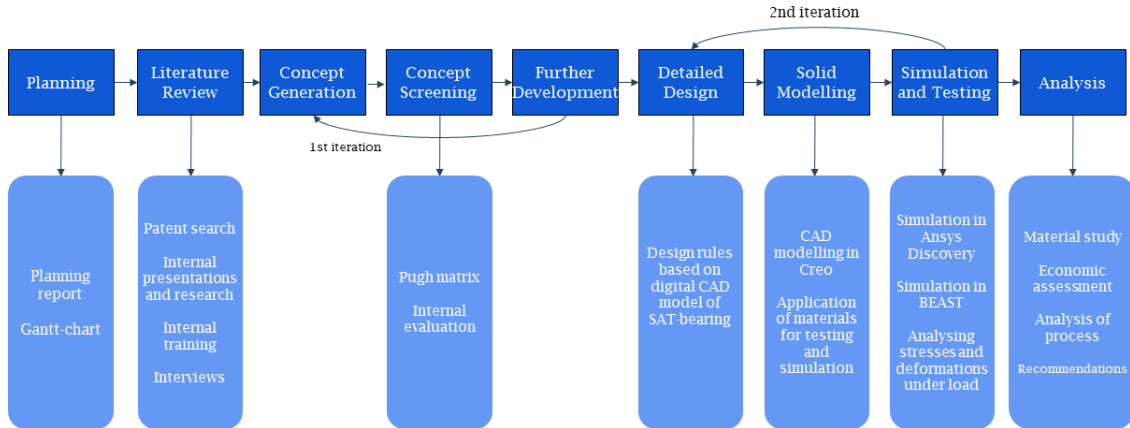 2nd iteration
Planning
Literature
Review
Concept
Generation
Concept
Screening
Further
Development
Detailed
Design
Solid
Modelling
Simulation
and Testing
Analysis
1st iteration
Planning
report
Gantt-chart
Patent search
Internal
presentations
and research
Internal
training
Interviews
Pugh matrix
Internal
evaluation
Design rules
based on
digital CAD
model of
SAT-bearing
CAD
modelling in
Creo
Application
of materials
for testing
and
simulation
Simulation in
Ansys
Discovery
Simulation in
BEAST
Analysing
stresses and
deformations
under load
Material study
Economic
assessment
Analysis of
process
Recommendations